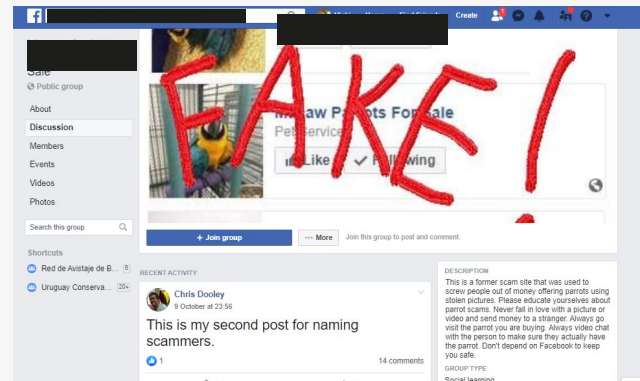 f
Create
1
?
Sale
Public group
About
Discussion
Members
Events
Videos
Photos
Search this group
Shortcuts
Red de Avistaje de B... 6
Uruguay Conserva... 20+
FAKE!
Parrots For Sale
Like
Following
+ Join group
... More
Join this group to post and comment.
RECENT ACTIVITY
Chris Dooley
9 October at 23:56
This is my second post for naming
scammers.
1
14 comments
DESCRIPTION
This is a former scam site that was used to
screw people out of money offering parrots using
stolen pictures. Please educate yourselves about
parrot scams. Never fall in love with a picture or
video and send money to a stranger. Always go
visit the parrot you are buying. Always video chat
with the person to make sure they actually have
the parrot. Don't depend on Facebook to keep
you safe.
GROUP TYPE
Social learning